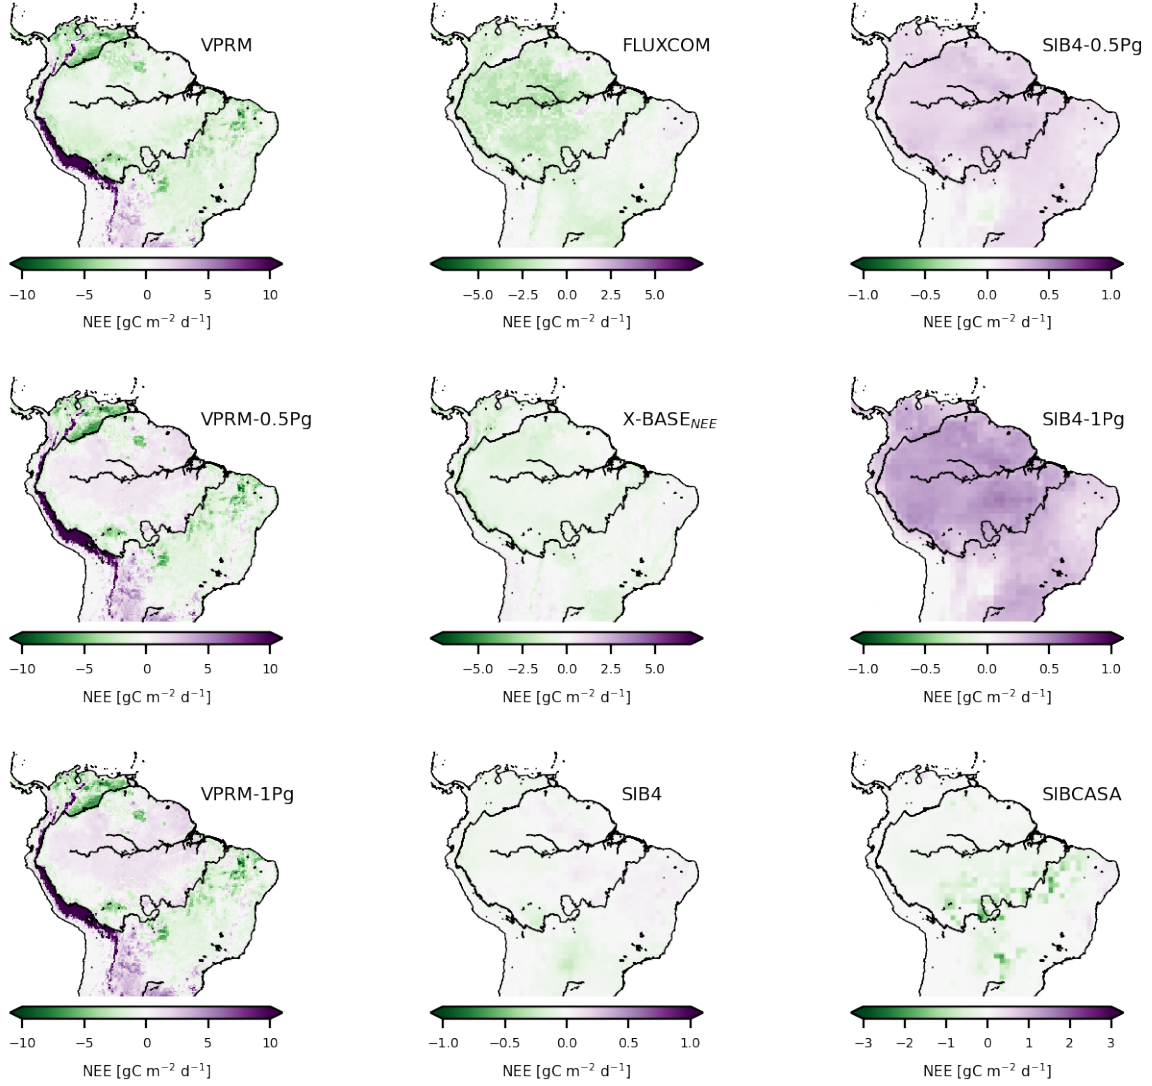 VPRM
FLUXCOM
SIB4-0.5Pg
−10 −5 0 5 10
−5.0 −2.5 0.0 2.5 5.0
−1.0 −0.5 0.0 0.5 1.0
NEE [gC m⁻² d⁻¹]
NEE [gC m⁻² d⁻¹]
NEE [gC m⁻² d⁻¹]
VPRM-0.5Pg
X-BASE_NEE
SIB4-1Pg
−10 −5 0 5 10
−5.0 −2.5 0.0 2.5 5.0
−1.0 −0.5 0.0 0.5 1.0
NEE [gC m⁻² d⁻¹]
NEE [gC m⁻² d⁻¹]
NEE [gC m⁻² d⁻¹]
VPRM-1Pg
SIB4
SIBCASA
−10 −5 0 5 10
−1.0 −0.5 0.0 0.5 1.0
−3 −2 −1 0 1 2 3
NEE [gC m⁻² d⁻¹]
NEE [gC m⁻² d⁻¹]
NEE [gC m⁻² d⁻¹]